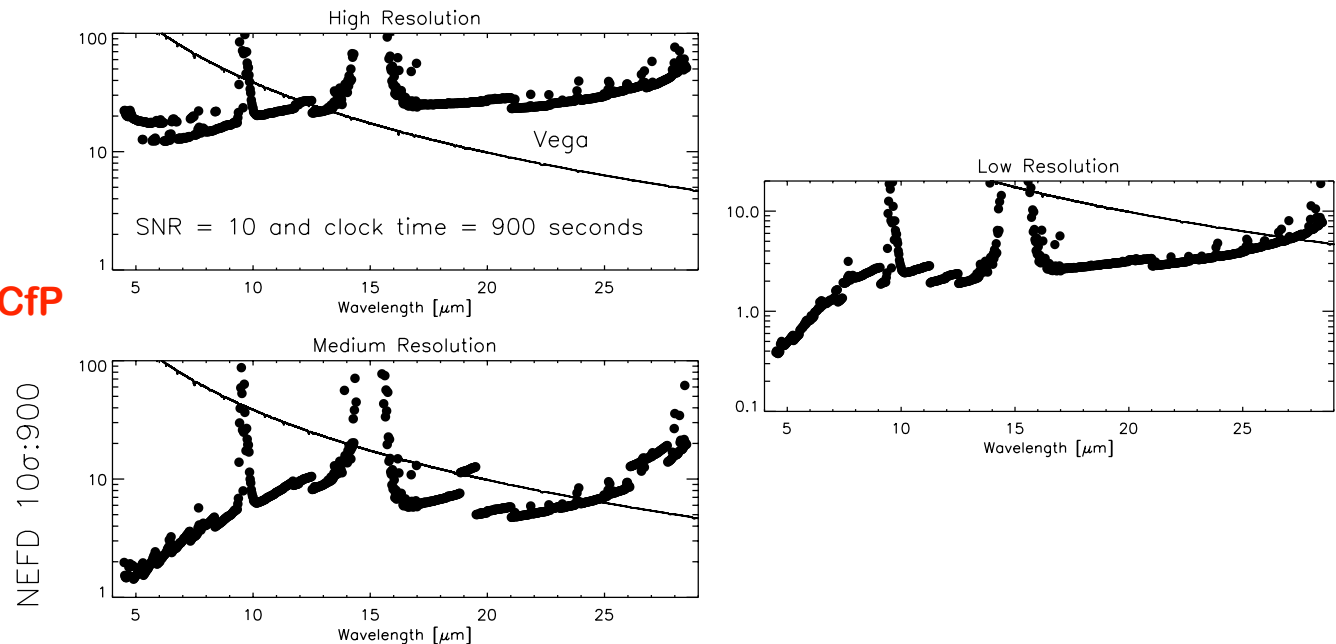 High Resolution
100
10
1
Vega
SNR = 10 and clock time = 900 seconds
5 10 15 20 25
Wavelength [μm]
CfP
Medium Resolution
100
10
1
5 10 15 20 25
Wavelength [μm]
NEFD 10σ:900
Low Resolution
10.0
1.0
0.1
5 10 15 20 25
Wavelength [μm]